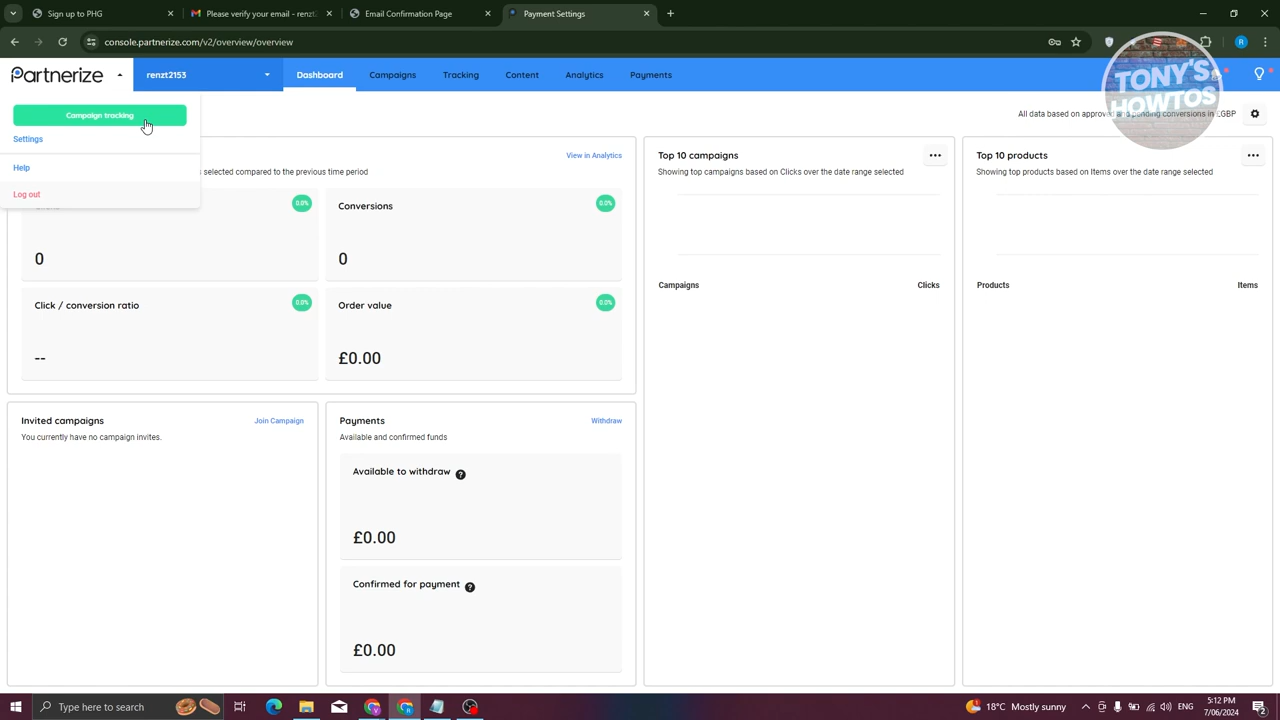 Sign up to PHG
Please verify your email - renzt
Email Confirmation Page
Payment Settings
console.partnerize.com/v2/overview/overview
R
Partnerize
renzt2153
Dashboard
Campaigns
Tracking
Content
Analytics
Payments
TONY'S
HOWTOS
Campaign tracking
Settings
Help
Log out
All data based on approved and pending conversions in GBP
View in Analytics
selected compared to the previous time period
0.0%
Conversions
0.0%
0
0
Click / conversion ratio
0.0%
Order value
0.0%
--
£0.00
Top 10 campaigns
Showing top campaigns based on Clicks over the date range selected
Campaigns
Clicks
Top 10 products
Showing top products based on Items over the date range selected
Products
Items
Invited campaigns
Join Campaign
You currently have no campaign invites.
Payments
Withdraw
Available and confirmed funds
Available to withdraw
£0.00
Confirmed for payment
£0.00
Type here to search
18°C Mostly sunny
ENG
5:12 PM
7/06/2024
2